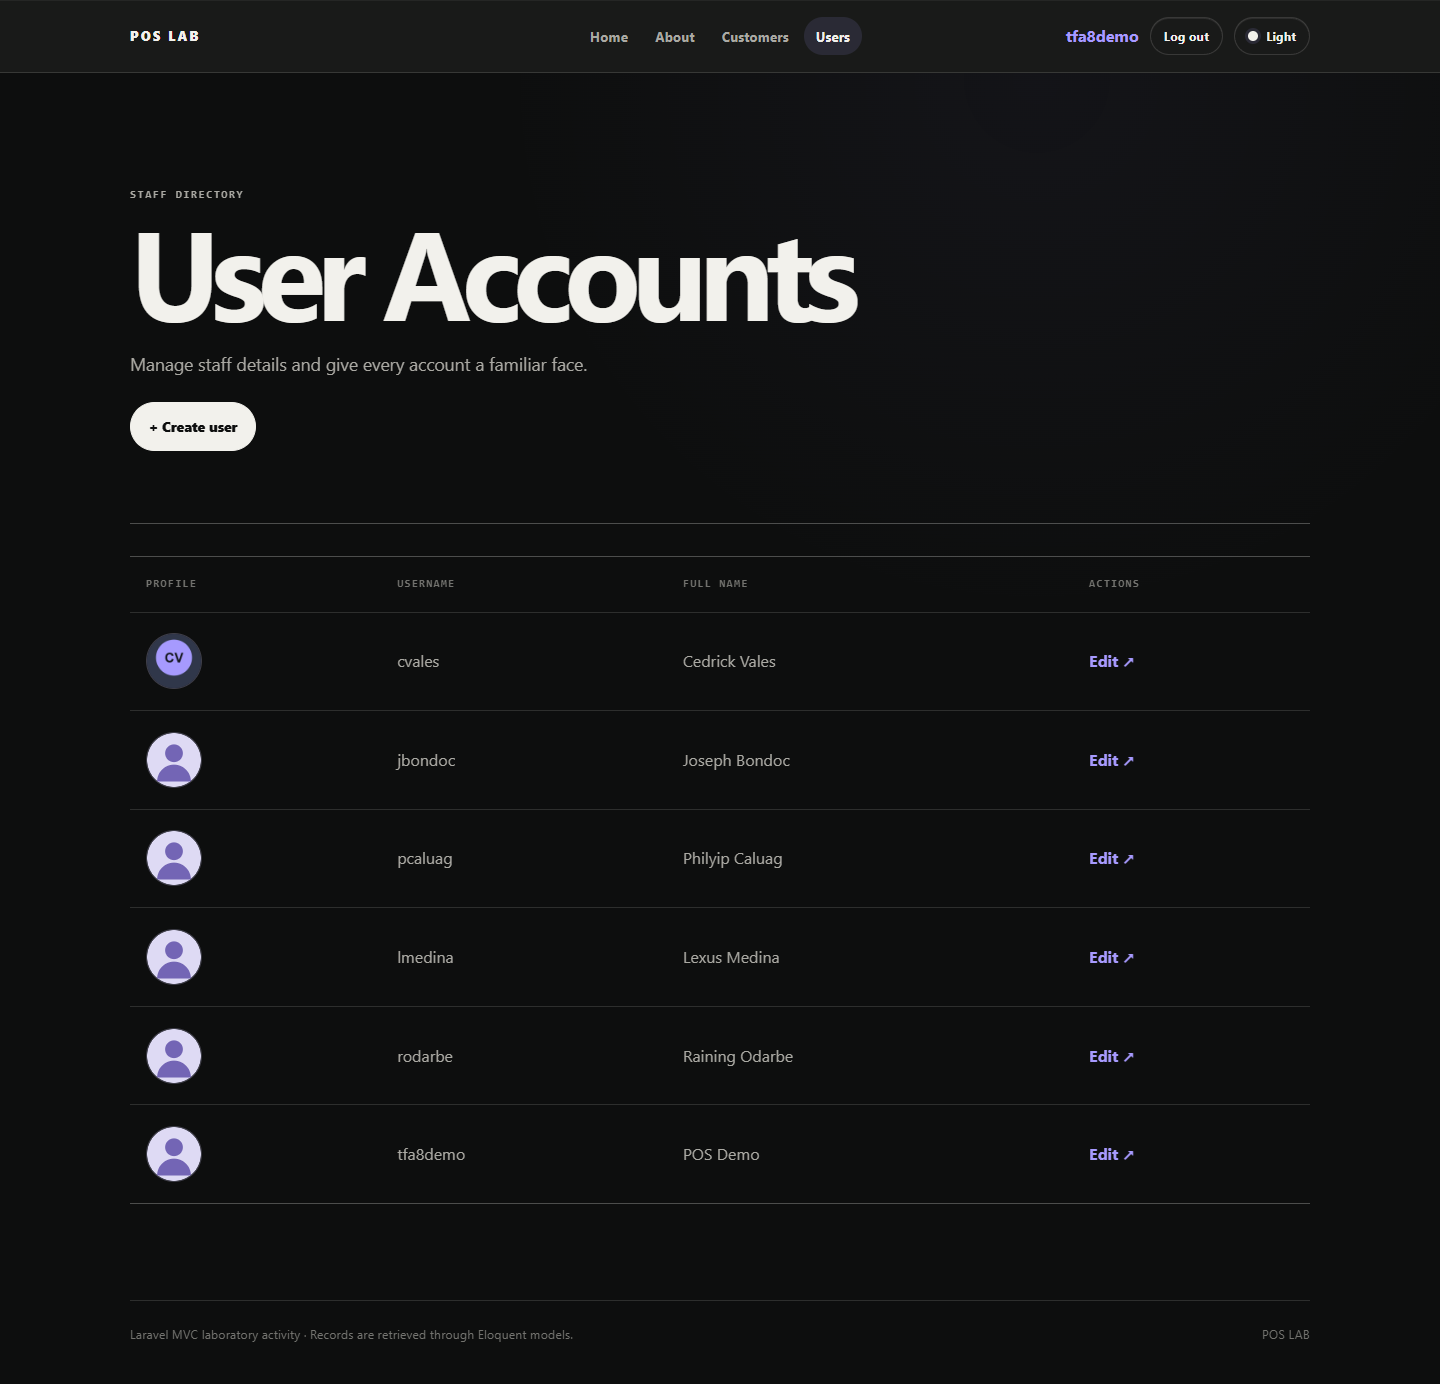 POS LAB
Home About Customers Users
tfa8demo Log out Light
STAFF DIRECTORY
User Accounts
Manage staff details and give every account a familiar face.
+ Create user
PROFILE USERNAME FULL NAME ACTIONS
CV cvales Cedrick Vales Edit ↗
jbondoc Joseph Bondoc Edit ↗
pcaluag Philyip Caluag Edit ↗
lmedina Lexus Medina Edit ↗
rodarbe Raining Odarbe Edit ↗
tfa8demo POS Demo Edit ↗
Laravel MVC laboratory activity · Records are retrieved through Eloquent models.
POS LAB